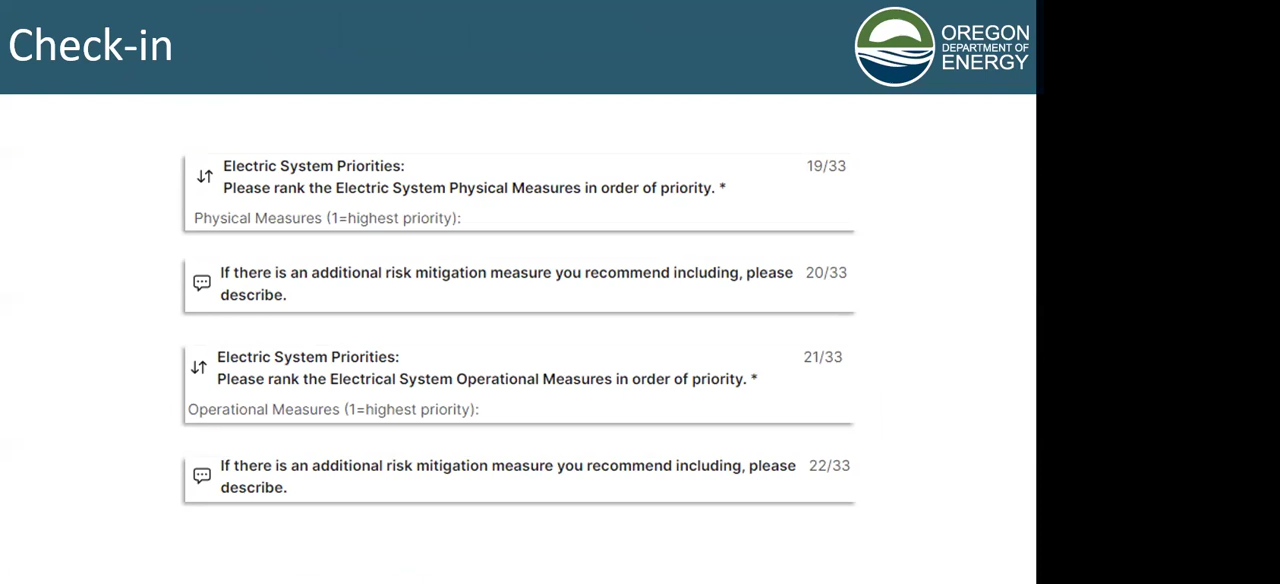 Check-in
OREGON
DEPARTMENT OF
ENERGY
Electric System Priorities: 19/33
Please rank the Electric System Physical Measures in order of priority. *
Physical Measures (1=highest priority):
If there is an additional risk mitigation measure you recommend including, please 20/33
describe.
Electric System Priorities: 21/33
Please rank the Electrical System Operational Measures in order of priority. *
Operational Measures (1=highest priority):
If there is an additional risk mitigation measure you recommend including, please 22/33
describe.